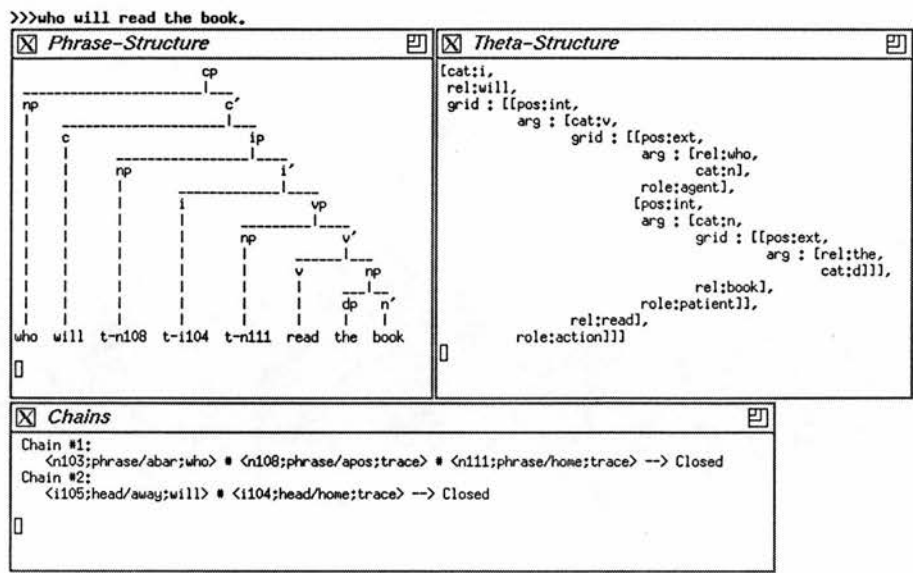 >>>who will read the book.
Phrase-Structure
cp
np c′
c ip
np i′
i vp
np v′
v np
dp n′
who will t-n108 t-i104 t-n111 read the book
Theta-Structure
[cat:i,
rel:will,
grid : [[pos:int,
arg : [cat:v,
grid : [[pos:ext,
arg : [rel:who,
cat:n],
role:agent],
[pos:int,
arg : [cat:n,
grid : [[pos:ext,
arg : [rel:the,
cat:d]]],
rel:book],
role:patient]],
rel:read],
role:action]]]
Chains
Chain #1:
<n103;phrase/abar;who> * <n108;phrase/apos;trace> * <n111;phrase/home;trace> --> Closed
Chain #2:
<i105;head/away;will> * <i104;head/home;trace> --> Closed